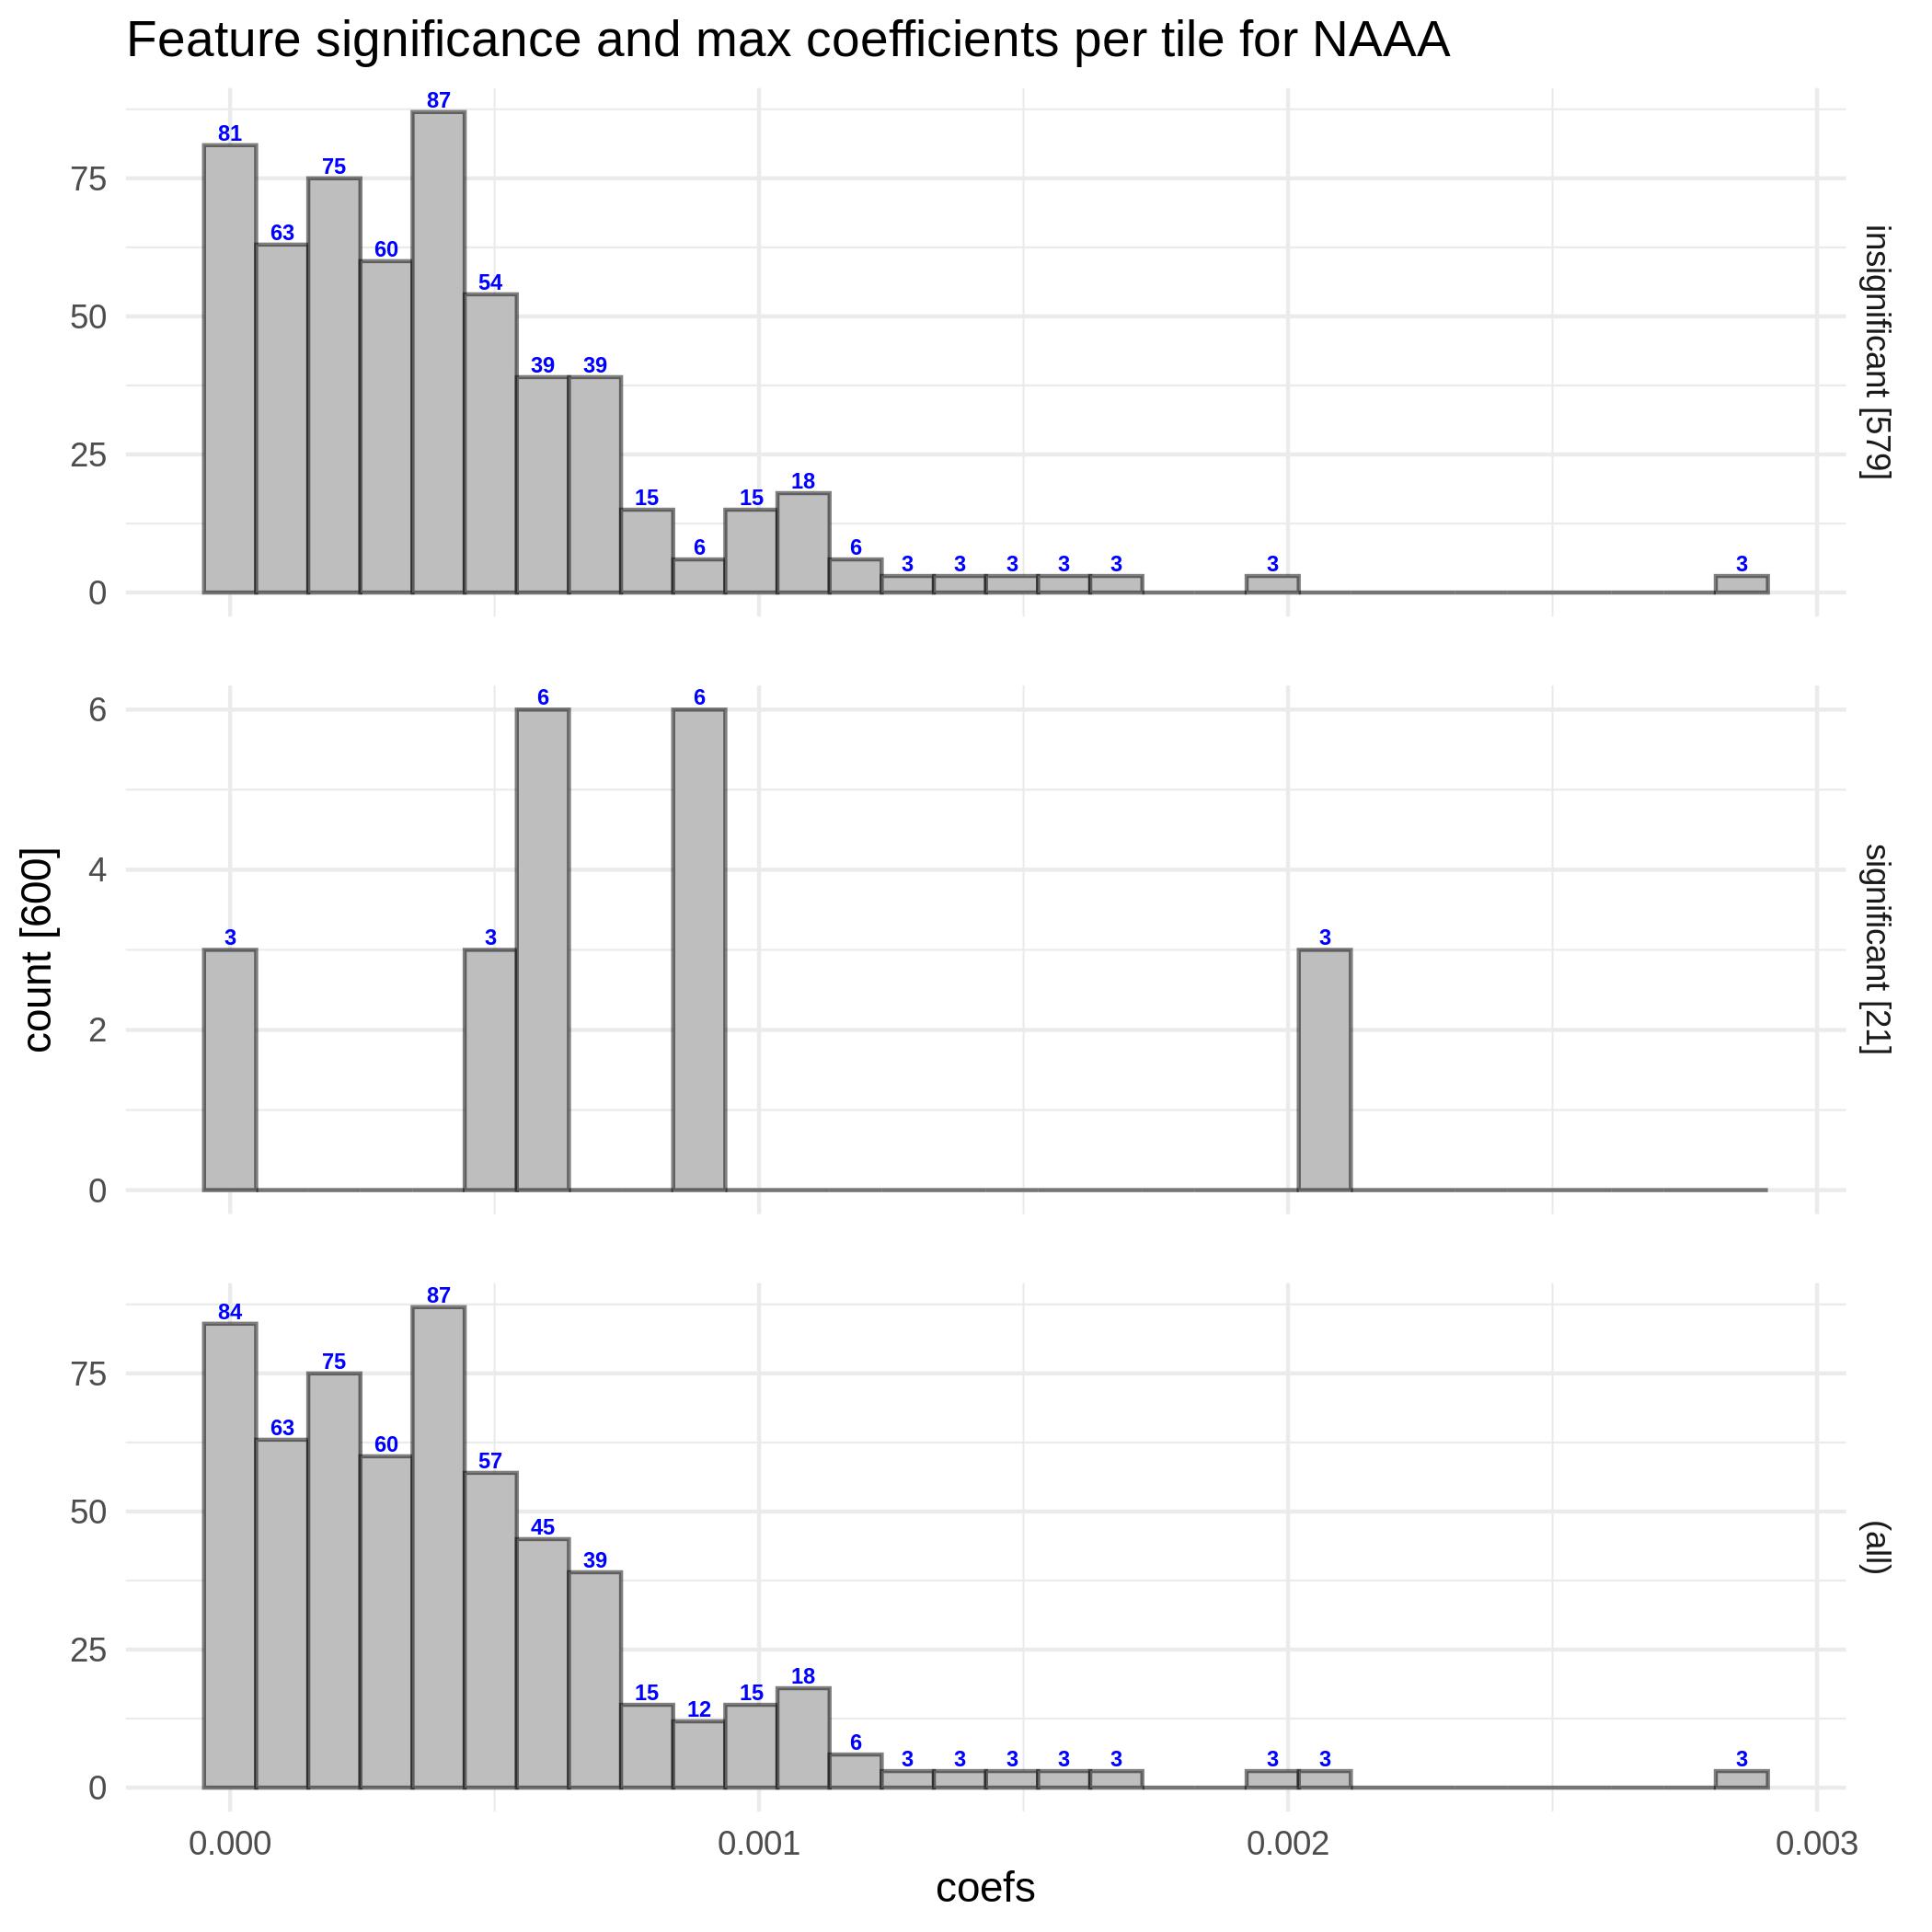 Feature significance and max coefficients per tile for NAAA
87
81
75
63
60
54
39 39
15 6 15 18 6 3 3 3 3 3 3 3
75
50
25
0
insignificant [579]
3 3 6 6 3
6
4
2
0
significant [21]
count [600]
84 63 75 60 87 57 45 39 15 12 15 18 6 3 3 3 3 3 3 3 3
75
50
25
0
(all)
0.000 0.001 0.002 0.003
coefs